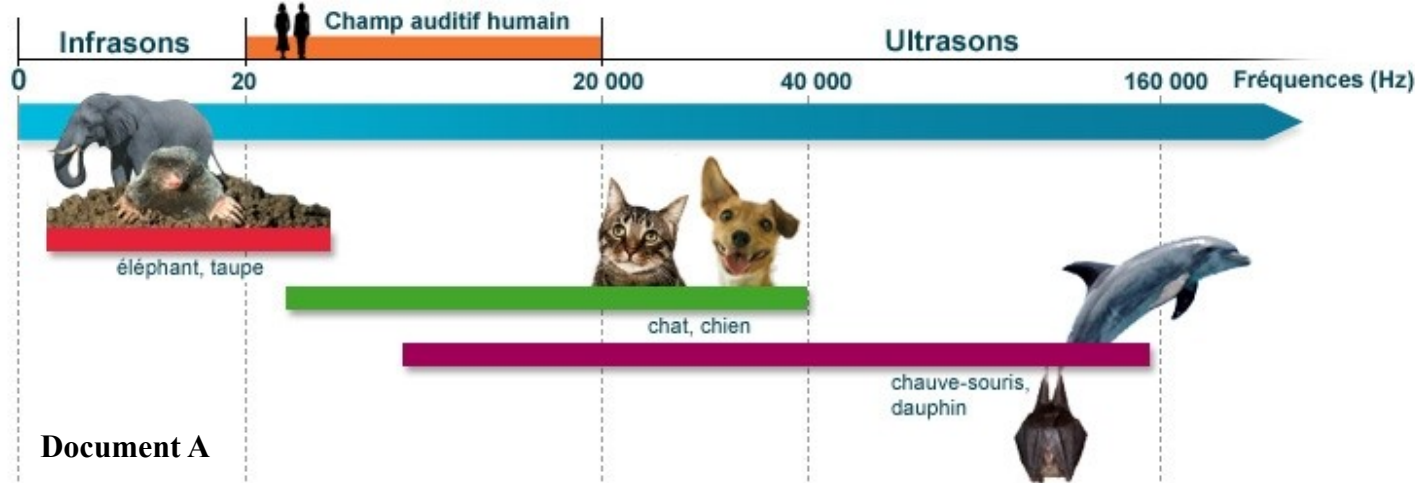 Champ auditif humain
Infrasons
Ultrasons
0 20 20 000 40 000 160 000 Fréquences (Hz)
éléphant, taupe
chat, chien
chauve-souris,
dauphin
Document A